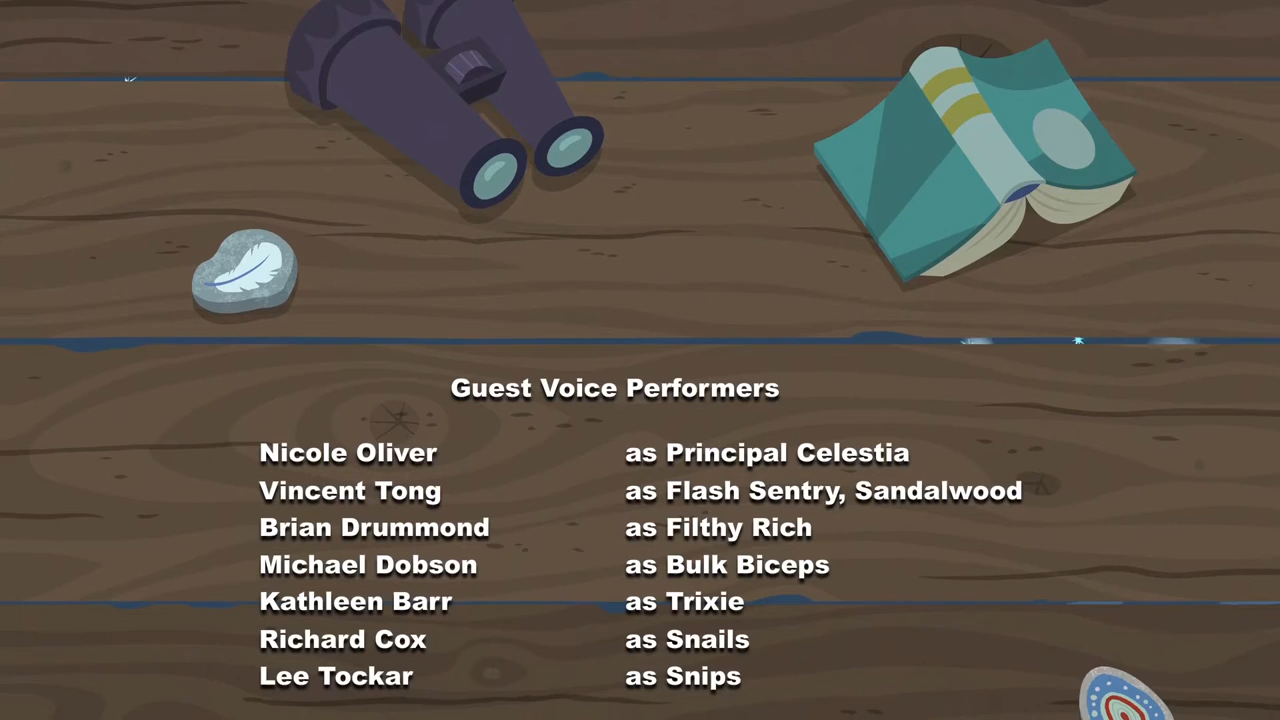 Guest Voice Performers
Nicole Oliver as Principal Celestia
Vincent Tong as Flash Sentry, Sandalwood
Brian Drummond as Filthy Rich
Michael Dobson as Bulk Biceps
Kathleen Barr as Trixie
Richard Cox as Snails
Lee Tockar as Snips